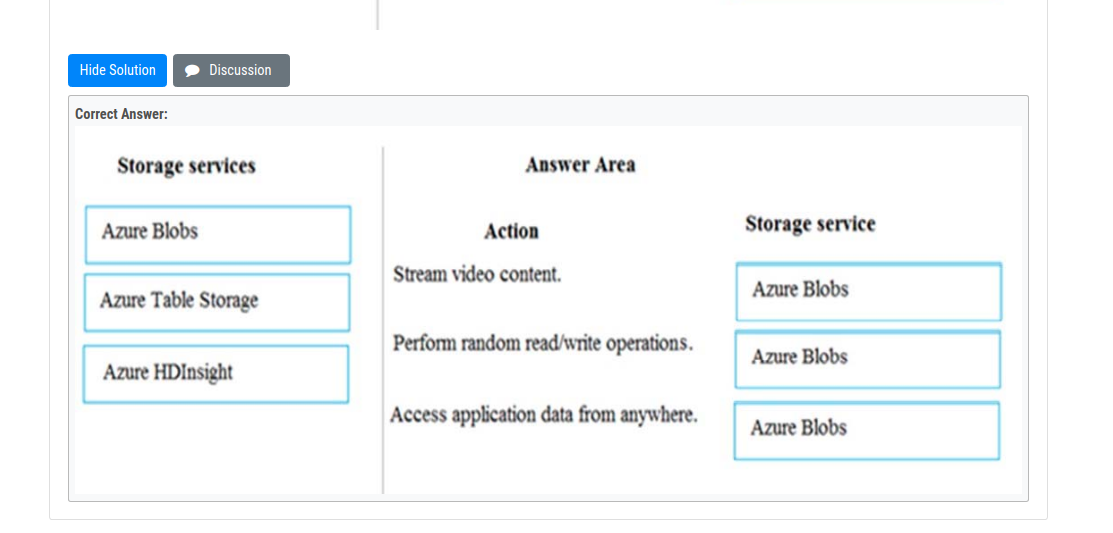 Hide Solution
Discussion
Correct Answer:
Storage services
Azure Blobs
Azure Table Storage
Azure HDInsight
Answer Area
Action
Storage service
Stream video content.
Azure Blobs
Perform random read/write operations.
Azure Blobs
Access application data from anywhere.
Azure Blobs